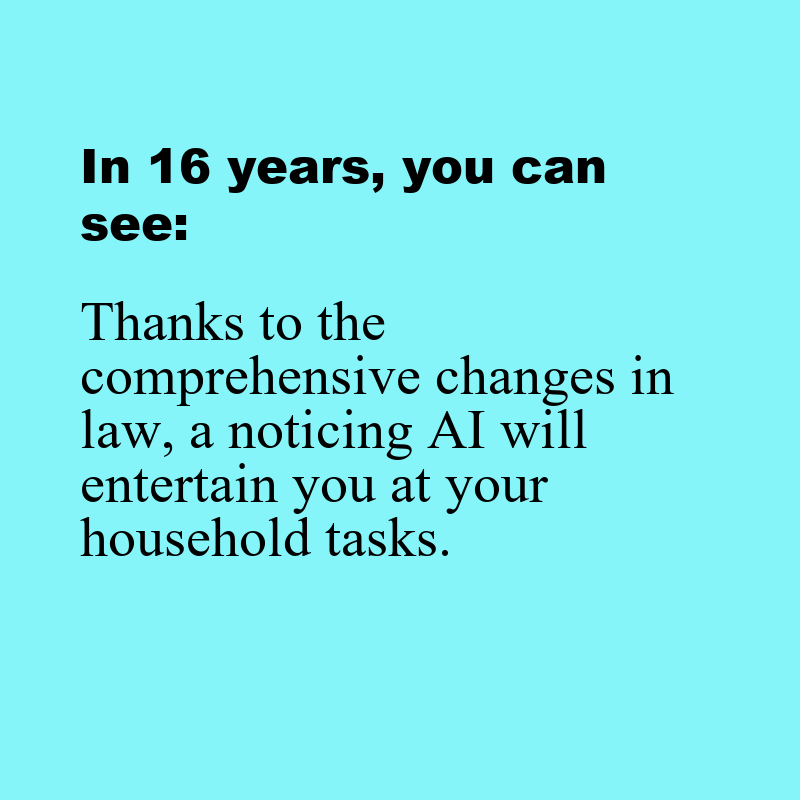 In 16 years, you can
see:
Thanks to the
comprehensive changes in
law, a noticing AI will
entertain you at your
household tasks.